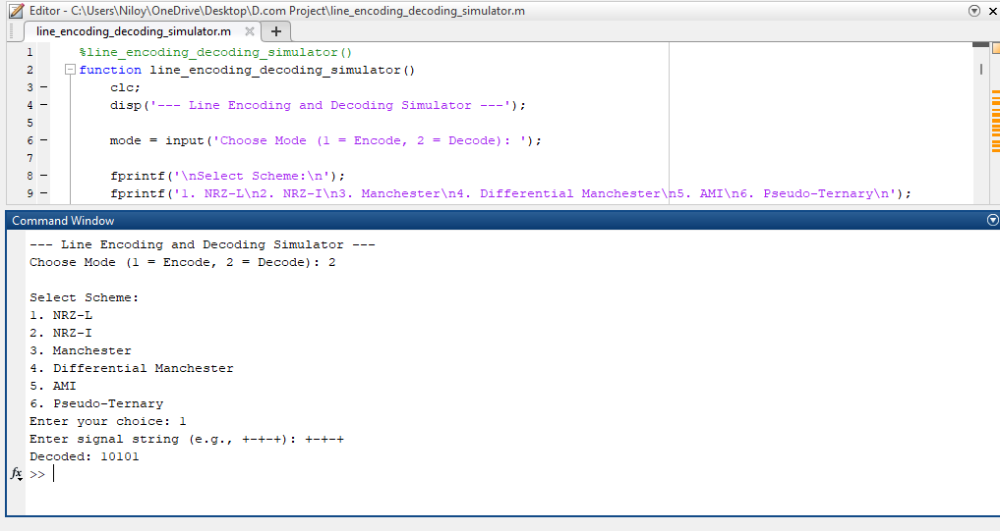 Editor - C:\Users\Niloy\OneDrive\Desktop\D.com Project\line_encoding_decoding_simulator.m
line_encoding_decoding_simulator.m
1 %line_encoding_decoding_simulator()
2 function line_encoding_decoding_simulator()
3 - clc;
4 - disp('--- Line Encoding and Decoding Simulator ---');
5
6 - mode = input('Choose Mode (1 = Encode, 2 = Decode): ');
7
8 - fprintf('\nSelect Scheme:\n');
9 - fprintf('1. NRZ-L\n2. NRZ-I\n3. Manchester\n4. Differential Manchester\n5. AMI\n6. Pseudo-Ternary\n');
Command Window
--- Line Encoding and Decoding Simulator ---
Choose Mode (1 = Encode, 2 = Decode): 2
Select Scheme:
1. NRZ-L
2. NRZ-I
3. Manchester
4. Differential Manchester
5. AMI
6. Pseudo-Ternary
Enter your choice: 1
Enter signal string (e.g., +-+-+): +-+-+
Decoded: 10101
fx >>